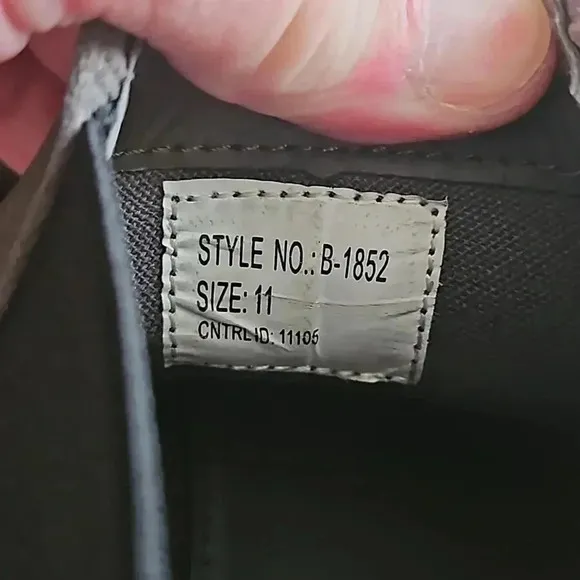 STYLE NO.: B-1852
SIZE: 11
CNTRL ID: 11105